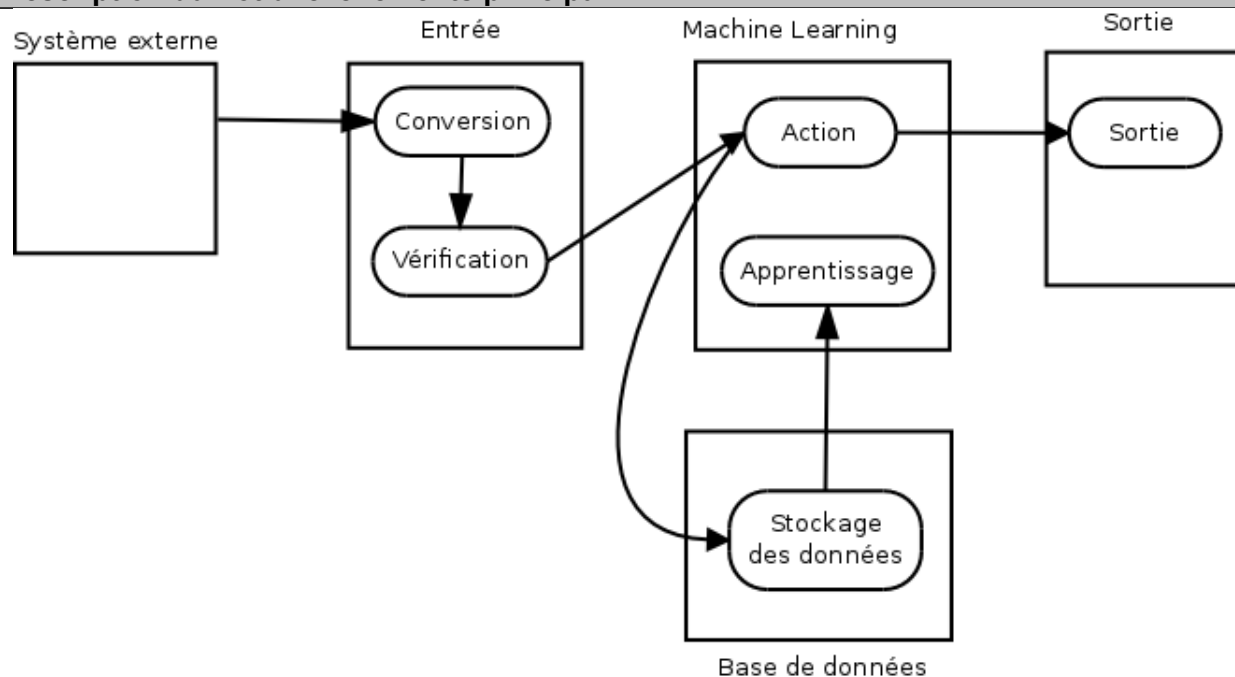 Système externe
Entrée
Machine Learning
Sortie
Conversion
Action
Sortie
Vérification
Apprentissage
Stockage
des données
Base de données